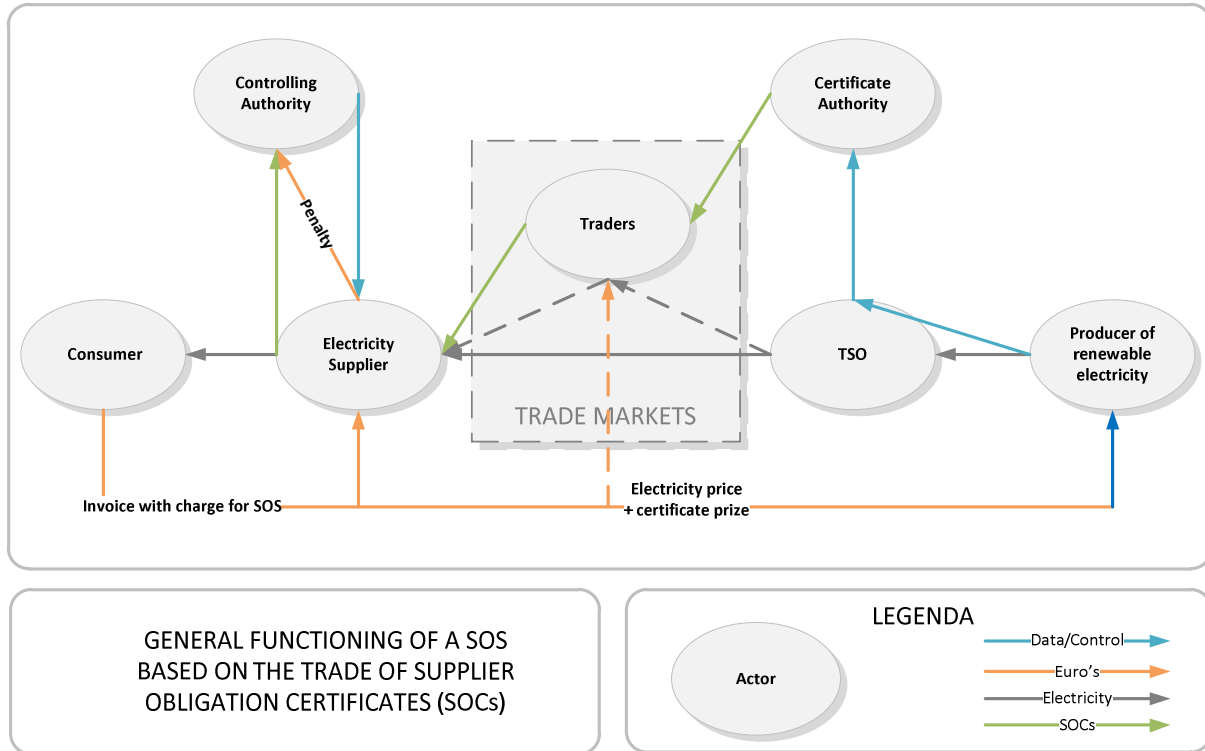 Controlling
Authority
Certificate
Authority
Traders
Penalty
Consumer
Electricity
Supplier
TSO
Producer of
renewable
electricity
TRADE MARKETS
Invoice with charge for SOS
Electricity price
+ certificate prize
GENERAL FUNCTIONING OF A SOS
BASED ON THE TRADE OF SUPPLIER
OBLIGATION CERTIFICATES (SOCs)
LEGENDA
Actor
Data/Control
Euro's
Electricity
SOCs